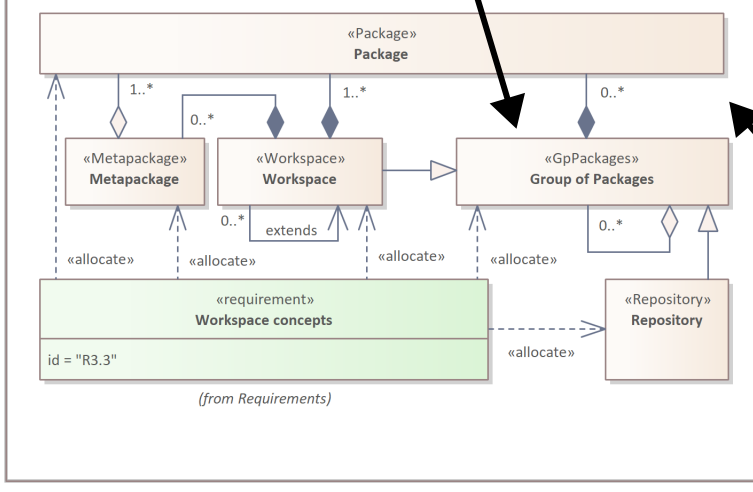 «Package»
Package
1..*
0..*
1..*
0..*
«Metapackage»
Metapackage
«Workspace»
Workspace
«GpPackages»
Group of Packages
0..*
extends
0..*
«allocate»
«allocate»
«allocate»
«allocate»
«requirement»
Workspace concepts
id = "R3.3"
«Repository»
Repository
«allocate»
(from Requirements)